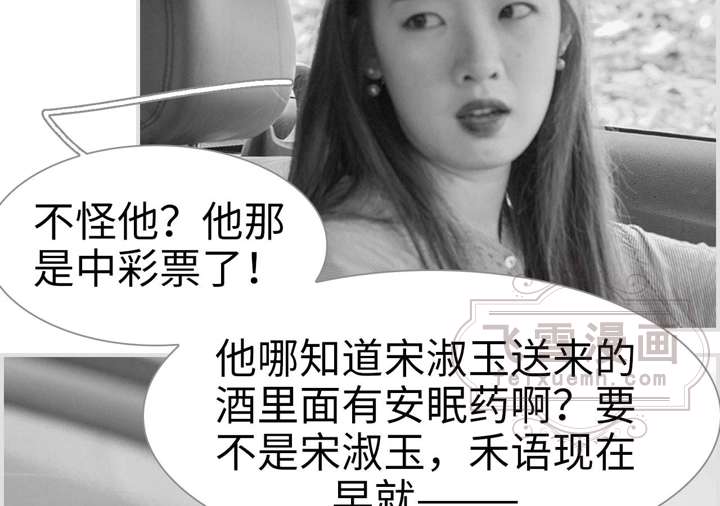 不怪他？他那
是中彩票了！
飞雪漫画
feixuemh.com
他哪知道宋淑玉送来的
酒里面有安眠药啊？要
不是宋淑玉，禾语现在
早就——